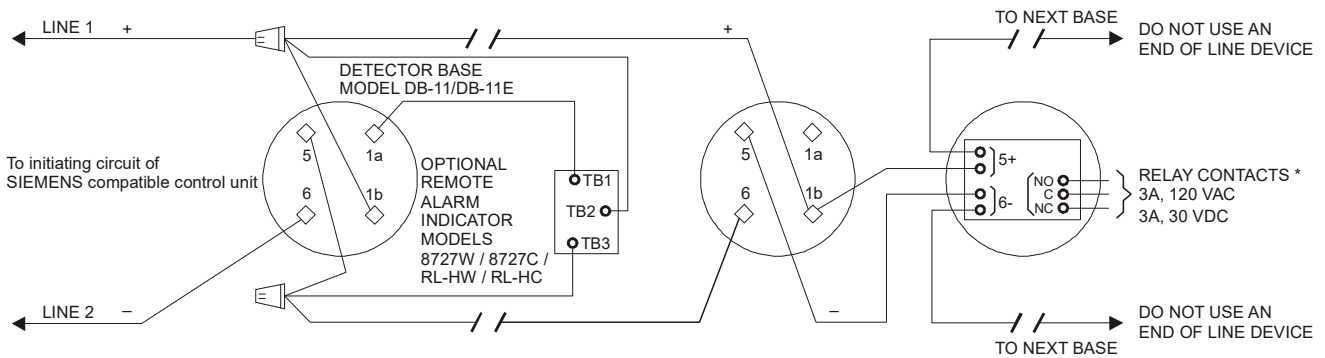 LINE 1 +
+
TO NEXT BASE
DO NOT USE AN
END OF LINE DEVICE
DETECTOR BASE
MODEL DB-11/DB-11E
To initiating circuit of
SIEMENS compatible control unit
5
1a
6
1b
OPTIONAL
REMOTE
ALARM
INDICATOR
MODELS
8727W / 8727C /
RL-HW / RL-HC
TB1
TB2
TB3
5
1a
6
1b
5+
6-
NO
C
NC
RELAY CONTACTS *
3A, 120 VAC
3A, 30 VDC
LINE 2 –
–
TO NEXT BASE
DO NOT USE AN
END OF LINE DEVICE